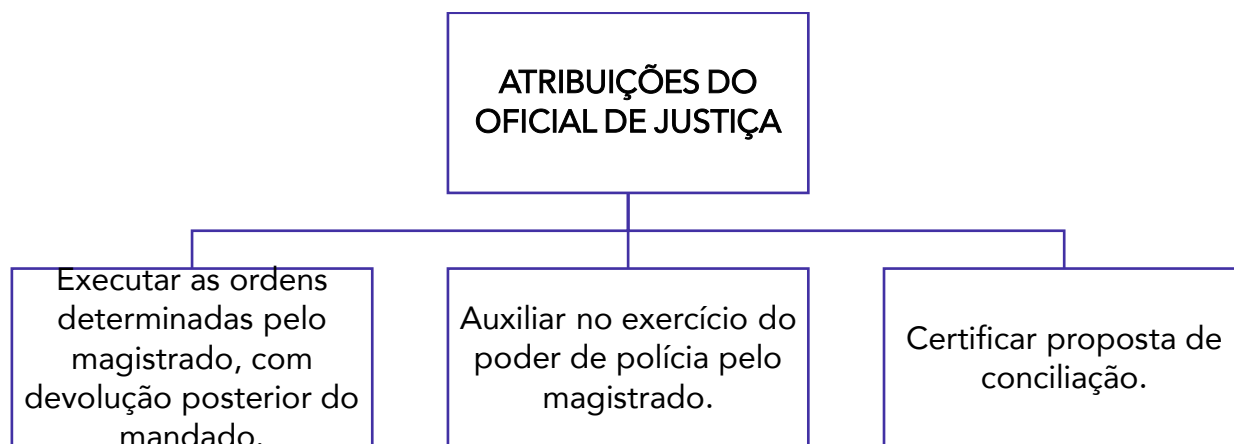 ATRIBUIÇÕES DO
OFICIAL DE JUSTIÇA
Executar as ordens
determinadas pelo
magistrado, com
devolução posterior do
mandado.
Auxiliar no exercício do
poder de polícia pelo
magistrado.
Certificar proposta de
conciliação.